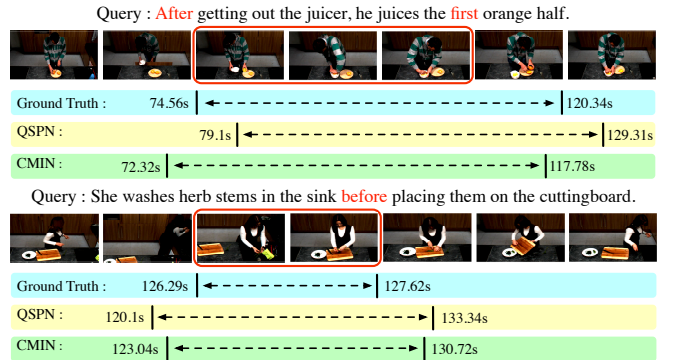 Query : After getting out the juicer, he juices the first orange half.
Ground Truth : 74.56s 120.34s
QSPN : 79.1s 129.31s
CMIN : 72.32s 117.78s
Query : She washes herb stems in the sink before placing them on the cuttingboard.
Ground Truth : 126.29s 127.62s
QSPN : 120.1s 133.34s
CMIN : 123.04s 130.72s